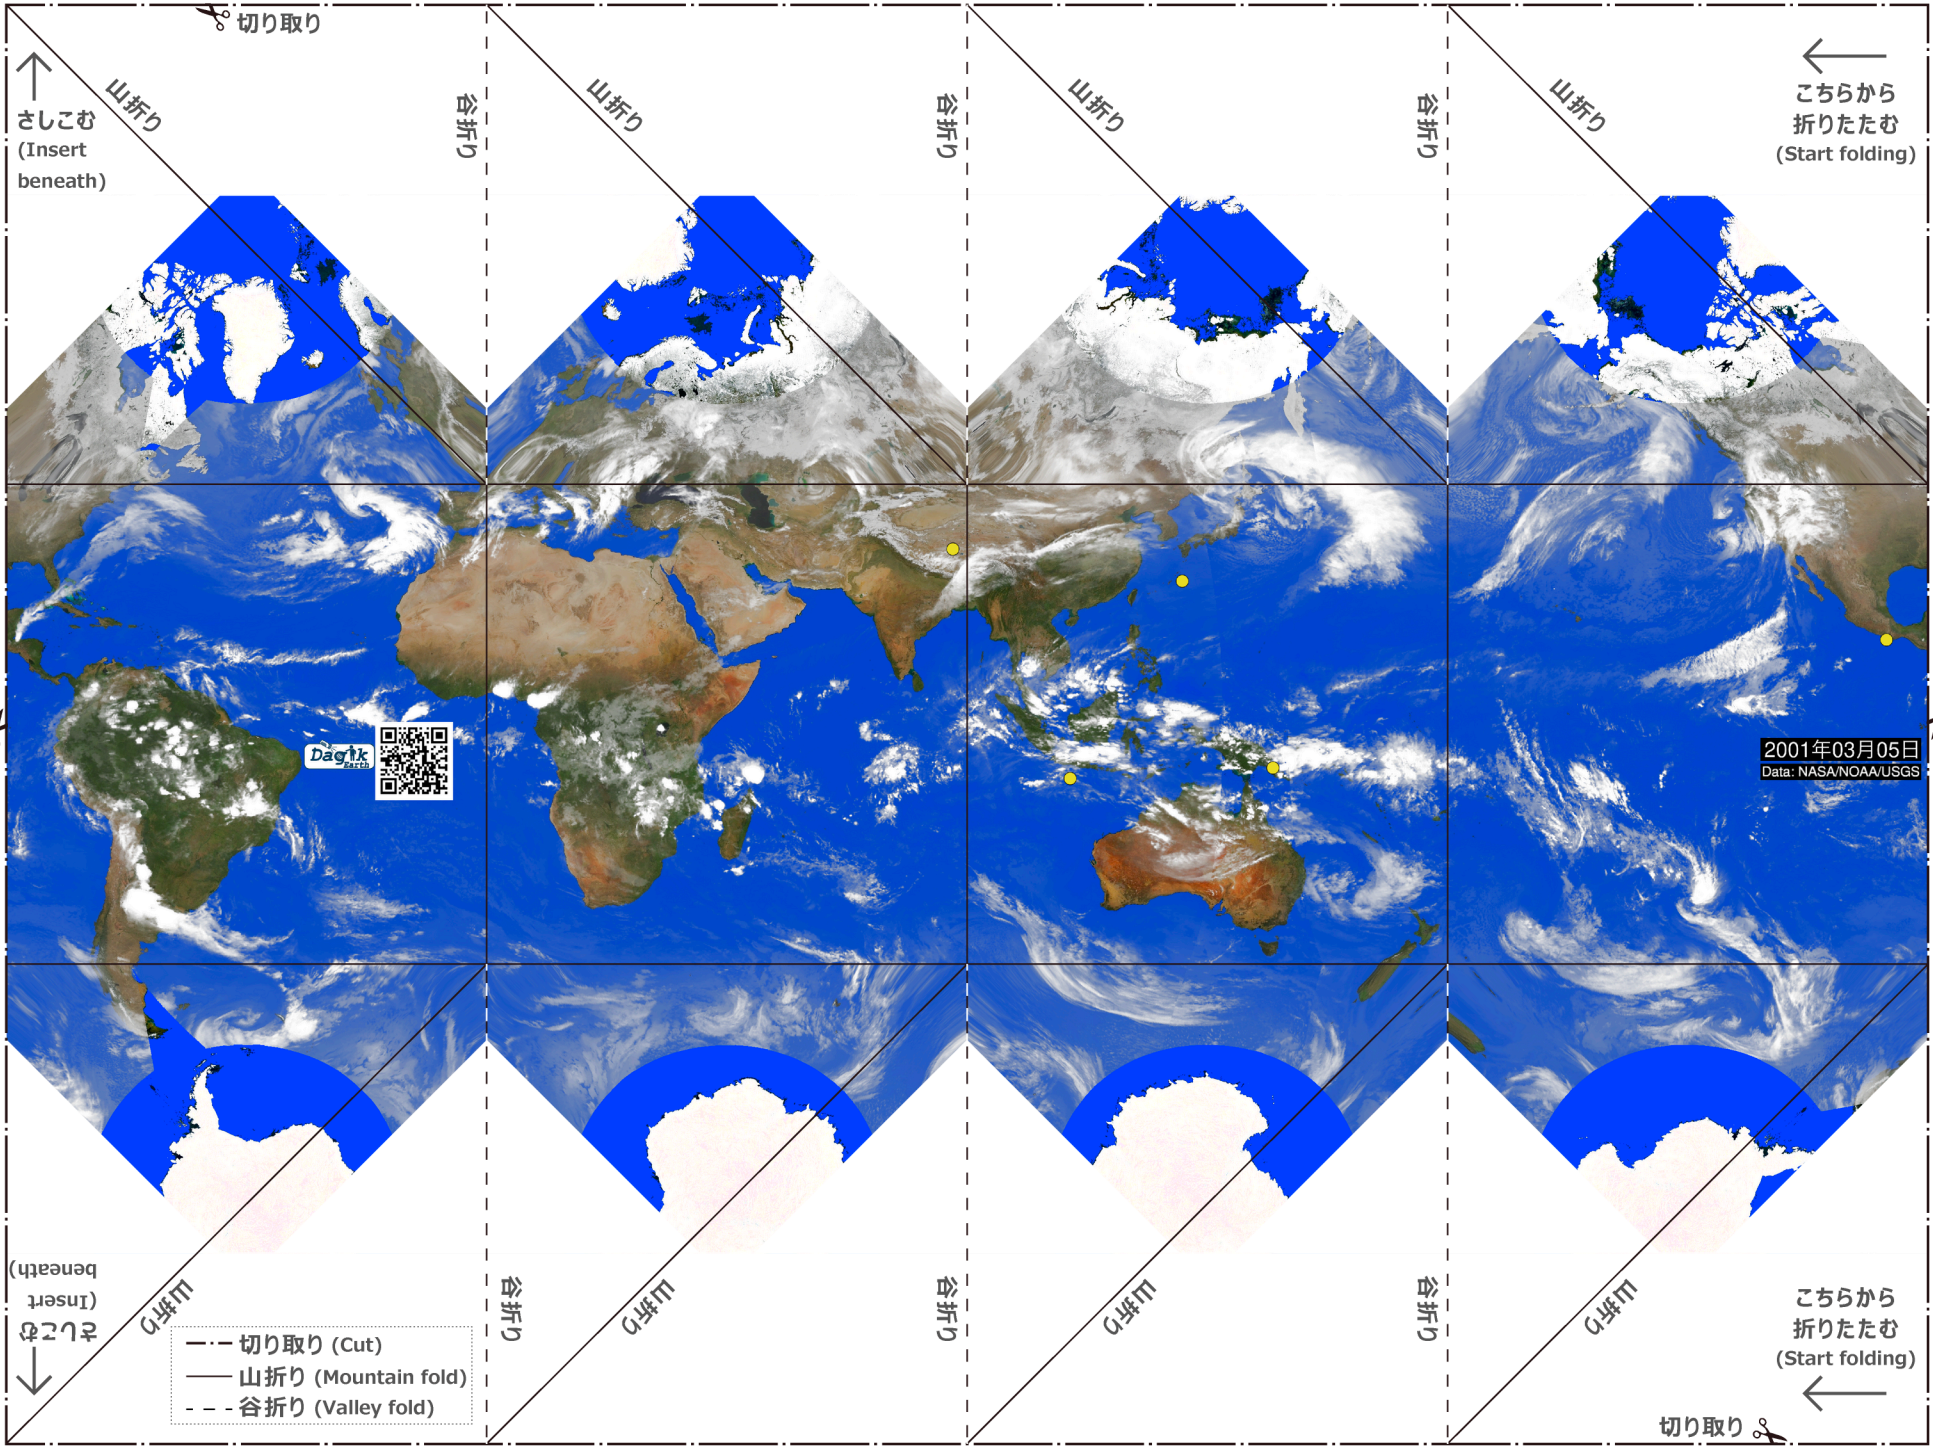 切り取り
山折り
谷折り
山折り
谷折り
山折り
谷折り
山折り
さしこむ
(Insert
beneath)
こちらから
折りたたむ
(Start folding)
Dagik
Earth
2001年03月05日
Data: NASA/NOAA/USGS
さしこむ
(Insert
beneath)
山折り
谷折り
山折り
谷折り
山折り
谷折り
山折り
こちらから
折りたたむ
(Start folding)
切り取り (Cut)
山折り (Mountain fold)
谷折り (Valley fold)
切り取り